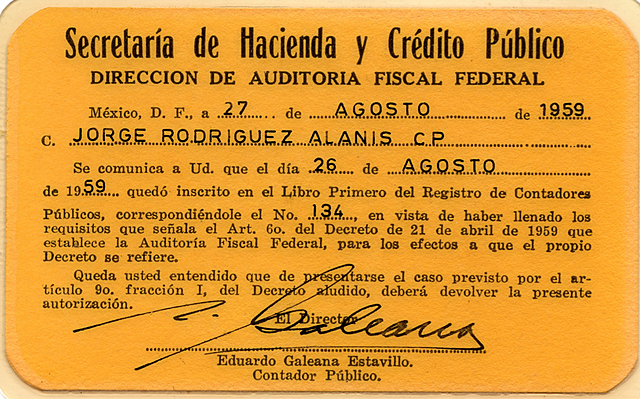 Secretaría de Hacienda y Crédito Público
DIRECCION DE AUDITORIA FISCAL FEDERAL
México, D. F., a 27 de AGOSTO de 1959
C. JORGE RODRIGUEZ ALANIS CP
Se comunica a Ud. que el día 26 de AGOSTO
de 1959 quedó inscrito en el Libro Primero del Registro de Contadores
Públicos, correspondiéndole el No. 134, en vista de haber llenado los
requisitos que señala el Art. 6o. del Decreto de 21 de abril de 1959 que
establece la Auditoría Fiscal Federal, para los efectos a que el propio
Decreto se refiere.
Queda usted entendido que de presentarse el caso previsto por el ar-
tículo 9o. fracción I, del Decreto aludido, deberá devolver la presente
autorización.
El Director
Galeana
Eduardo Galeana Estavillo.
Contador Público.